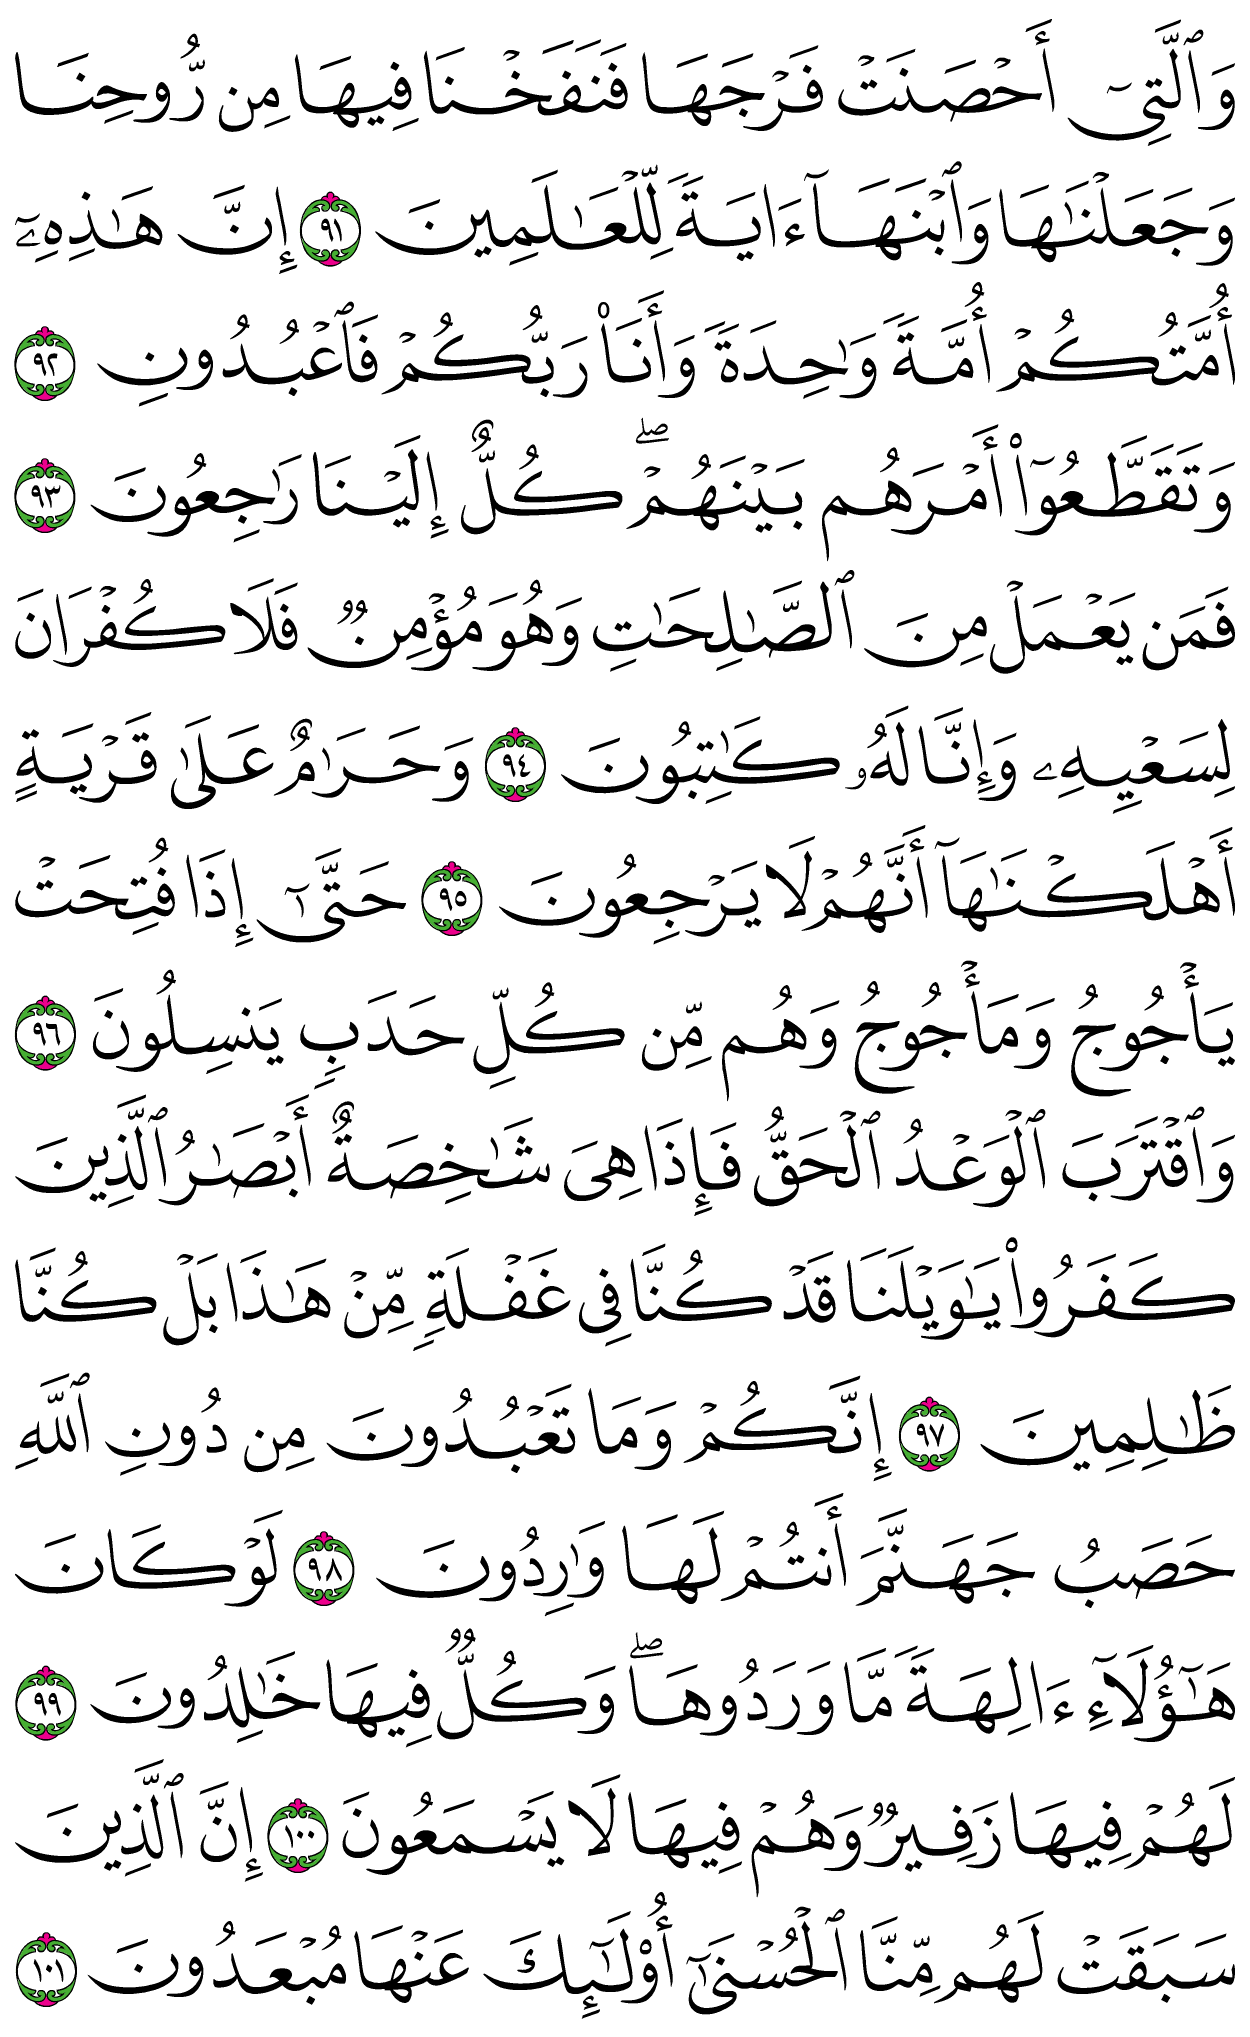 وَٱلَّتِىٓ أَحْصَنَتْ فَرْجَهَا فَنَفَخْنَا فِيهَا مِن رُّوحِنَا
وَجَعَلْنَـٰهَا وَٱبْنَهَآ ءَايَةً لِّلْعَـٰلَمِينَ ٩١ إِنَّ هَـٰذِهِۦٓ
أُمَّتُكُمْ أُمَّةً وَٰحِدَةً وَأَنَا۠ رَبُّكُمْ فَٱعْبُدُونِ ٩٢
وَتَقَطَّعُوٓا۟ أَمْرَهُم بَيْنَهُمْ ۖ كُلٌّ إِلَيْنَا رَٰجِعُونَ ٩٣
فَمَن يَعْمَلْ مِنَ ٱلصَّـٰلِحَـٰتِ وَهُوَ مُؤْمِنٌ فَلَا كُفْرَانَ
لِسَعْيِهِۦ وَإِنَّا لَهُۥ كَـٰتِبُونَ ٩٤ وَحَرَٰمٌ عَلَىٰ قَرْيَةٍ
أَهْلَكْنَـٰهَآ أَنَّهُمْ لَا يَرْجِعُونَ ٩٥ حَتَّىٰٓ إِذَا فُتِحَتْ
يَأْجُوجُ وَمَأْجُوجُ وَهُم مِّن كُلِّ حَدَبٍ يَنسِلُونَ ٩٦
وَٱقْتَرَبَ ٱلْوَعْدُ ٱلْحَقُّ فَإِذَا هِىَ شَـٰخِصَةٌ أَبْصَـٰرُ ٱلَّذِينَ
كَفَرُوا۟ يَـٰوَيْلَنَا قَدْ كُنَّا فِى غَفْلَةٍ مِّنْ هَـٰذَا بَلْ كُنَّا
ظَـٰلِمِينَ ٩٧ إِنَّكُمْ وَمَا تَعْبُدُونَ مِن دُونِ ٱللَّهِ
حَصَبُ جَهَنَّمَ أَنتُمْ لَهَا وَٰرِدُونَ ٩٨ لَوْ كَانَ
هَـٰٓؤُلَآءِ ءَالِهَةً مَّا وَرَدُوهَا ۖ وَكُلٌّ فِيهَا خَـٰلِدُونَ ٩٩
لَهُمْ فِيهَا زَفِيرٌ وَهُمْ فِيهَا لَا يَسْمَعُونَ ١٠٠ إِنَّ ٱلَّذِينَ
سَبَقَتْ لَهُم مِّنَّا ٱلْحُسْنَىٰٓ أُو۟لَـٰٓئِكَ عَنْهَا مُبْعَدُونَ ١٠١